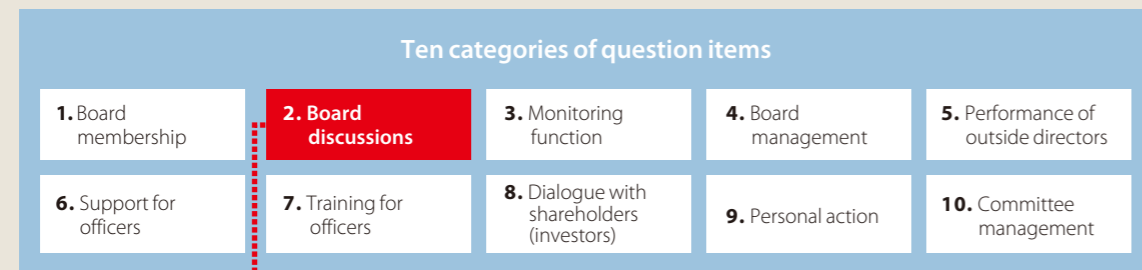 Ten categories of question items
1. Board
membership
2. Board
discussions
3. Monitoring
function
4. Board
management
5. Performance of
outside directors
6. Support for
officers
7. Training for
officers
8. Dialogue with
shareholders
(investors)
9. Personal action
10. Committee
management